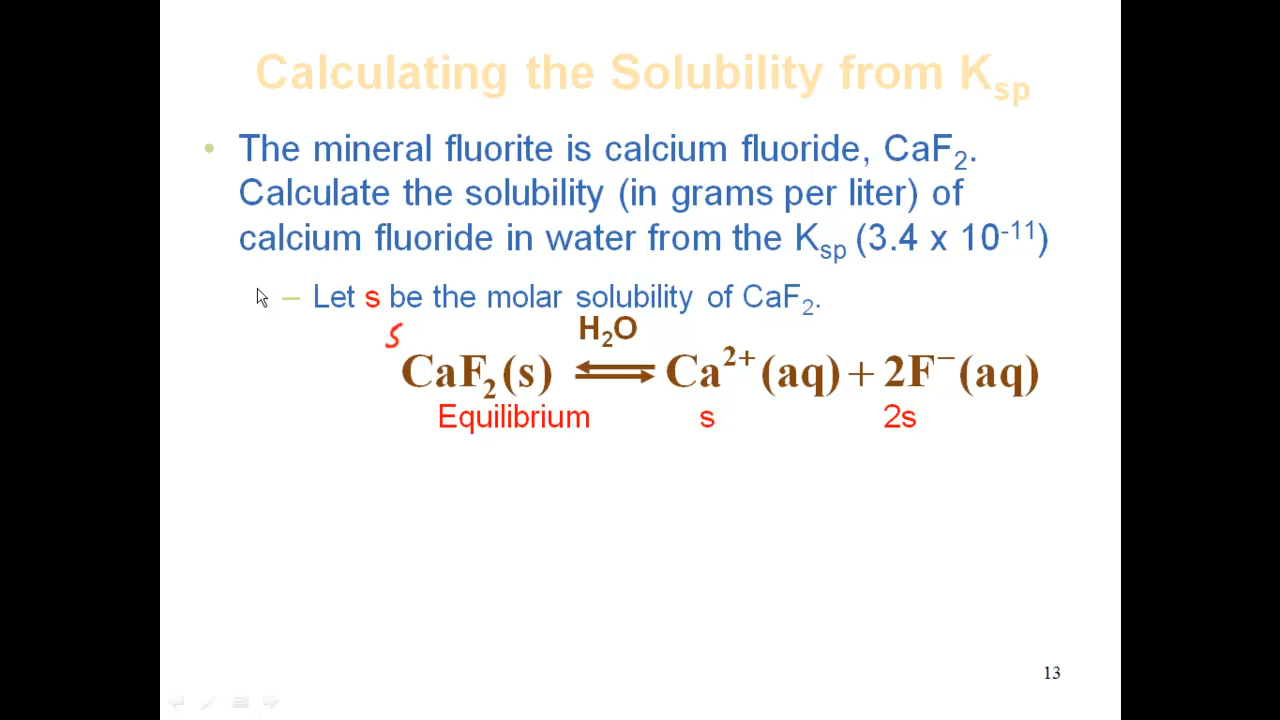 Calculating the Solubility from Ksp
• The mineral fluorite is calcium fluoride, CaF₂.
Calculate the solubility (in grams per liter) of
calcium fluoride in water from the Ksp (3.4 x 10⁻¹¹)
– Let s be the molar solubility of CaF₂.
S
H₂O
CaF₂(s) ⇌ Ca²⁺(aq) + 2F⁻(aq)
Equilibrium s 2s
13